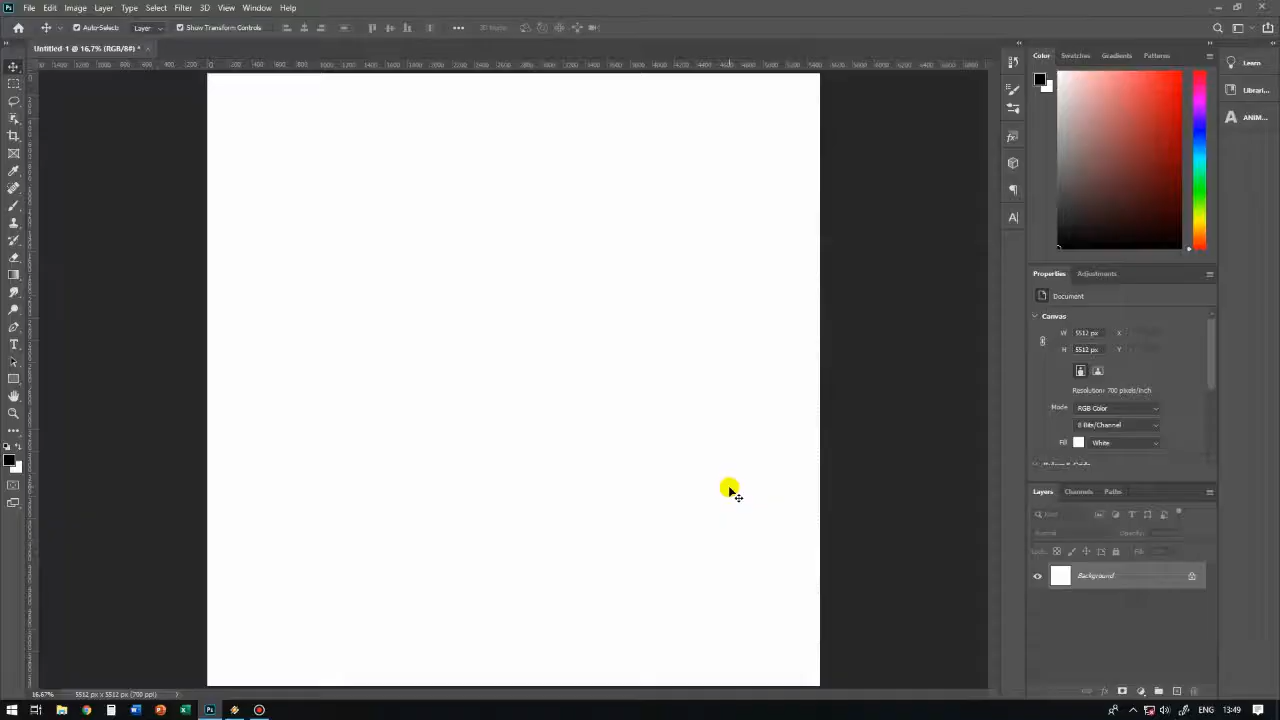 Ps File Edit Image Layer Type Select Filter 3D View Window Help
Auto-Select: Layer Show Transform Controls 3D Mode:
Untitled-1 @ 16,7% (RGB/8#) * ×
Color Swatches Gradients Patterns
Learn
Librari...
ANIM...
Properties Adjustments
Document
Canvas
W 5512 px X
H 5512 px Y
Resolution: 700 pixels/inch
Mode RGB Color
8 Bits/Channel
Fill White
Layers Channels Paths
Kind
Normal Opacity:
Lock: Fill:
Background
16,67% 5512 px x 5512 px (700 ppi)
ENG 13:49